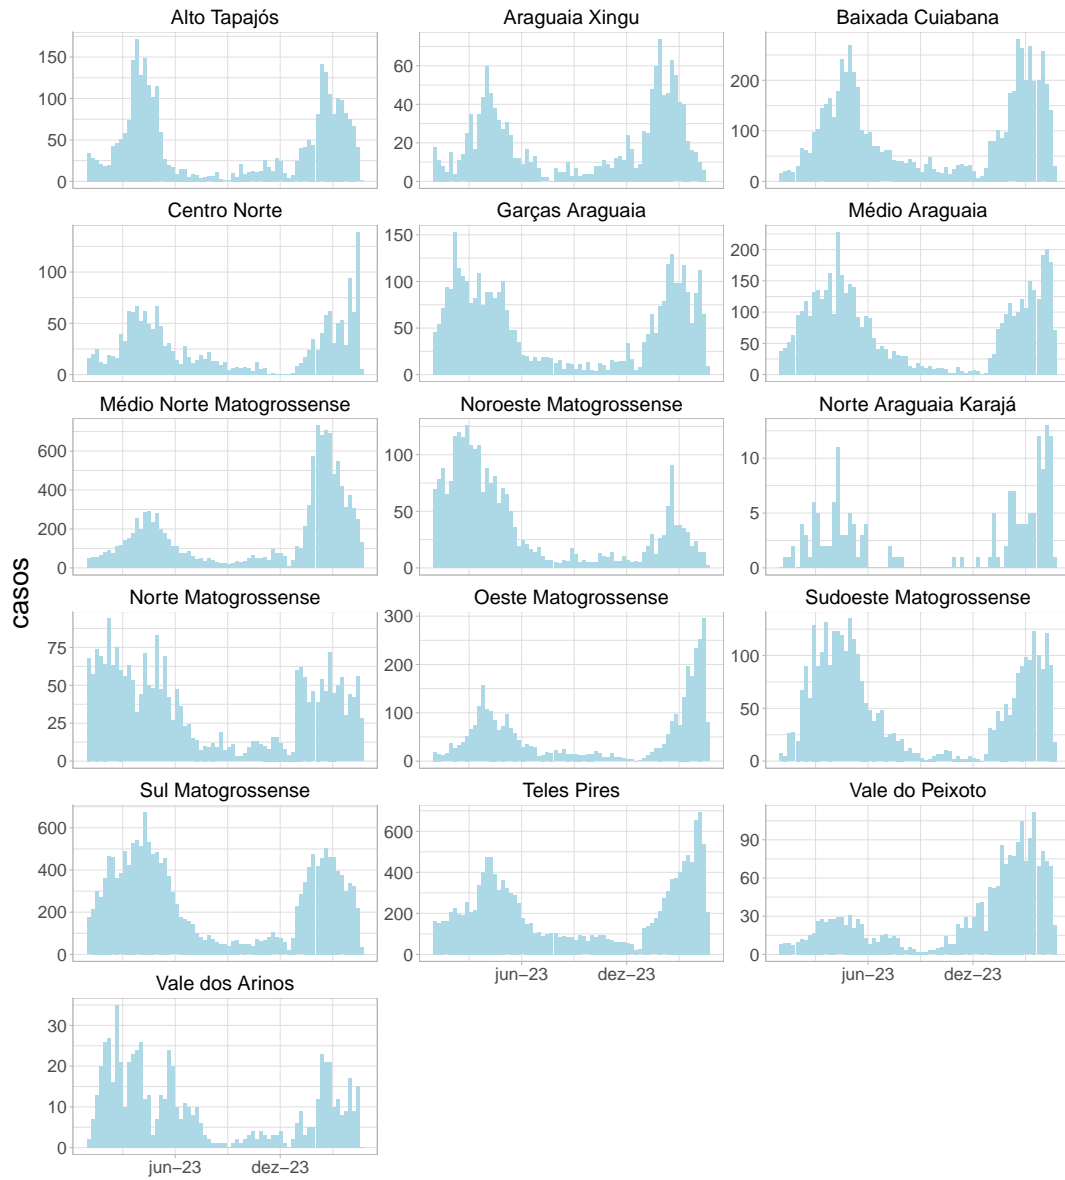 Alto Tapajós
Araguaia Xingu
Baixada Cuiabana
150
100
50
0
60
40
20
0
200
100
0
Centro Norte
Garças Araguaia
Médio Araguaia
100
50
0
150
100
50
0
200
150
100
50
0
Médio Norte Matogrossense
Noroeste Matogrossense
Norte Araguaia Karajá
600
400
200
0
100
50
0
10
5
0
casos
Norte Matogrossense
Oeste Matogrossense
Sudoeste Matogrossense
75
50
25
0
300
200
100
0
100
50
0
Sul Matogrossense
Teles Pires
Vale do Peixoto
600
400
200
0
600
400
200
0
90
60
30
0
jun−23
dez−23
jun−23
dez−23
Vale dos Arinos
30
20
10
0
jun−23
dez−23